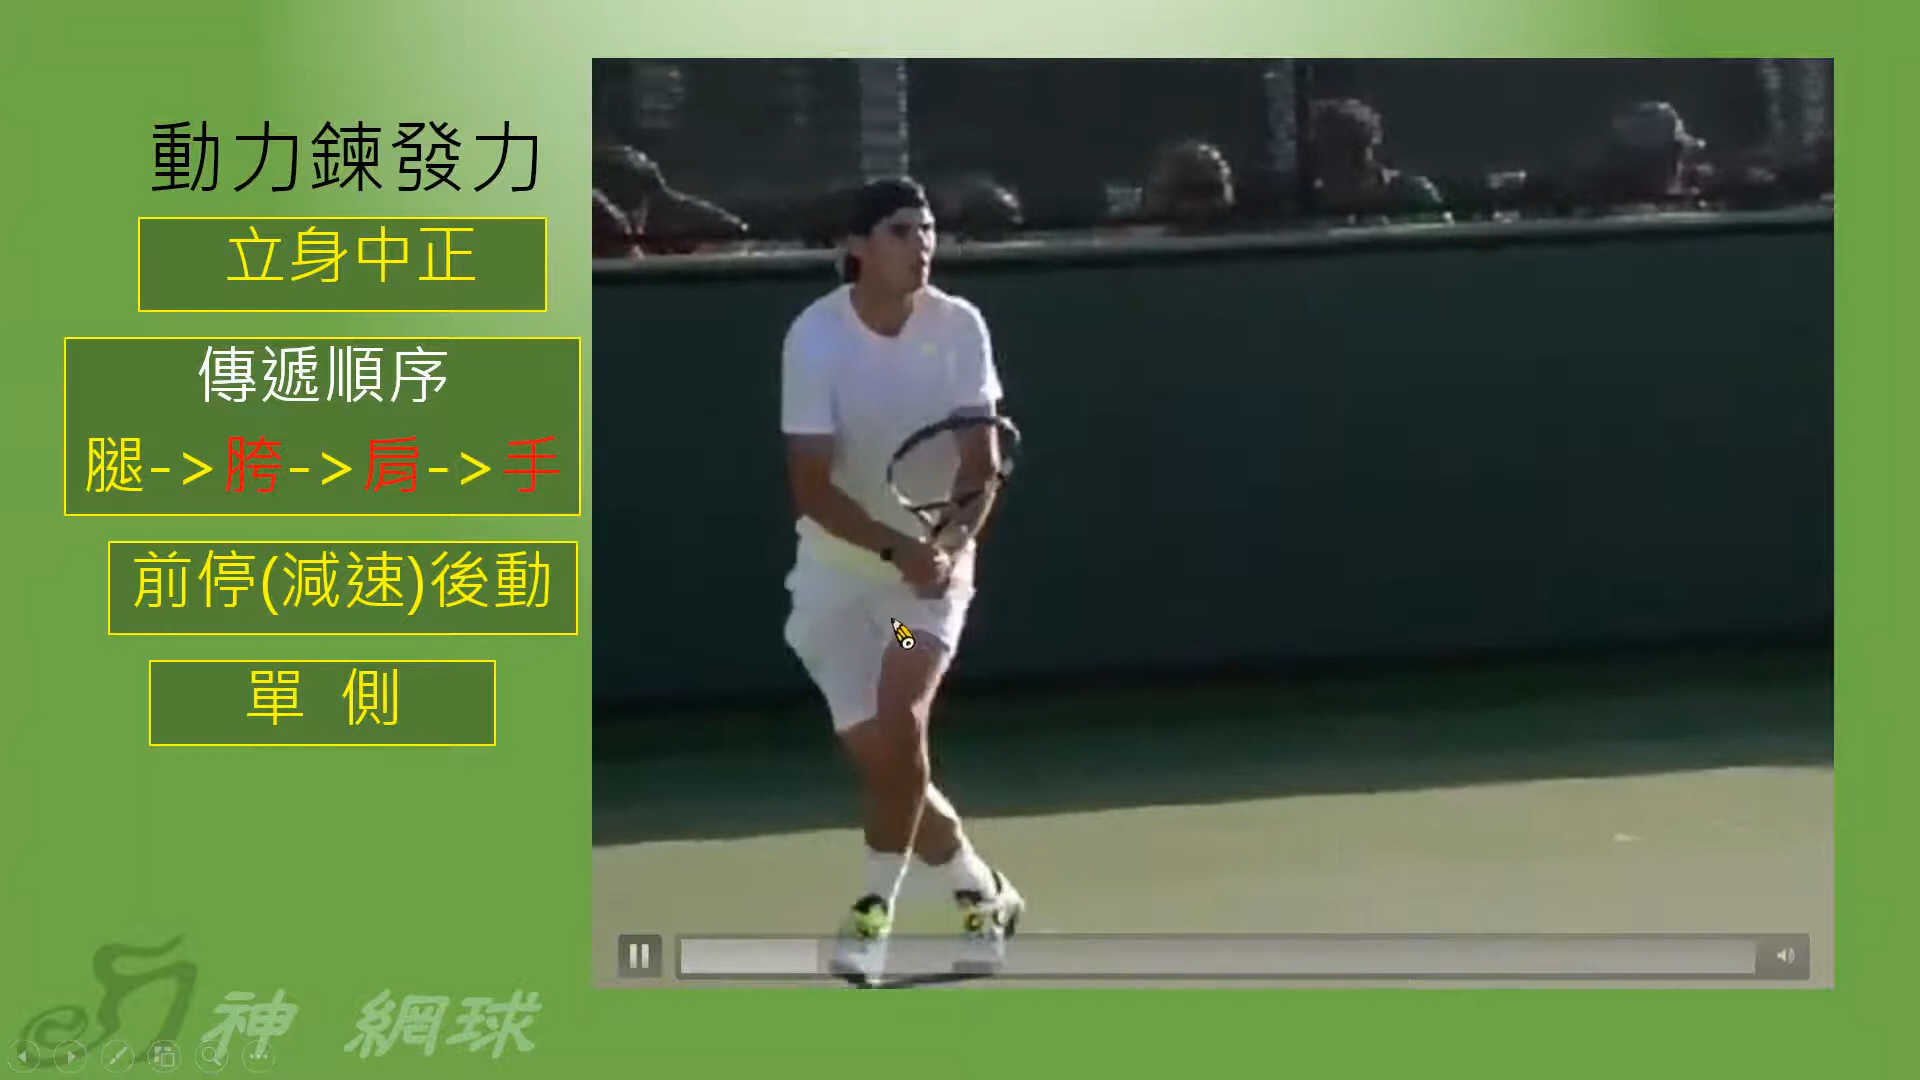 動力鍊發力
立身中正
傳遞順序
腿->胯->肩->手
前停(減速)後動
單 側
神 網球